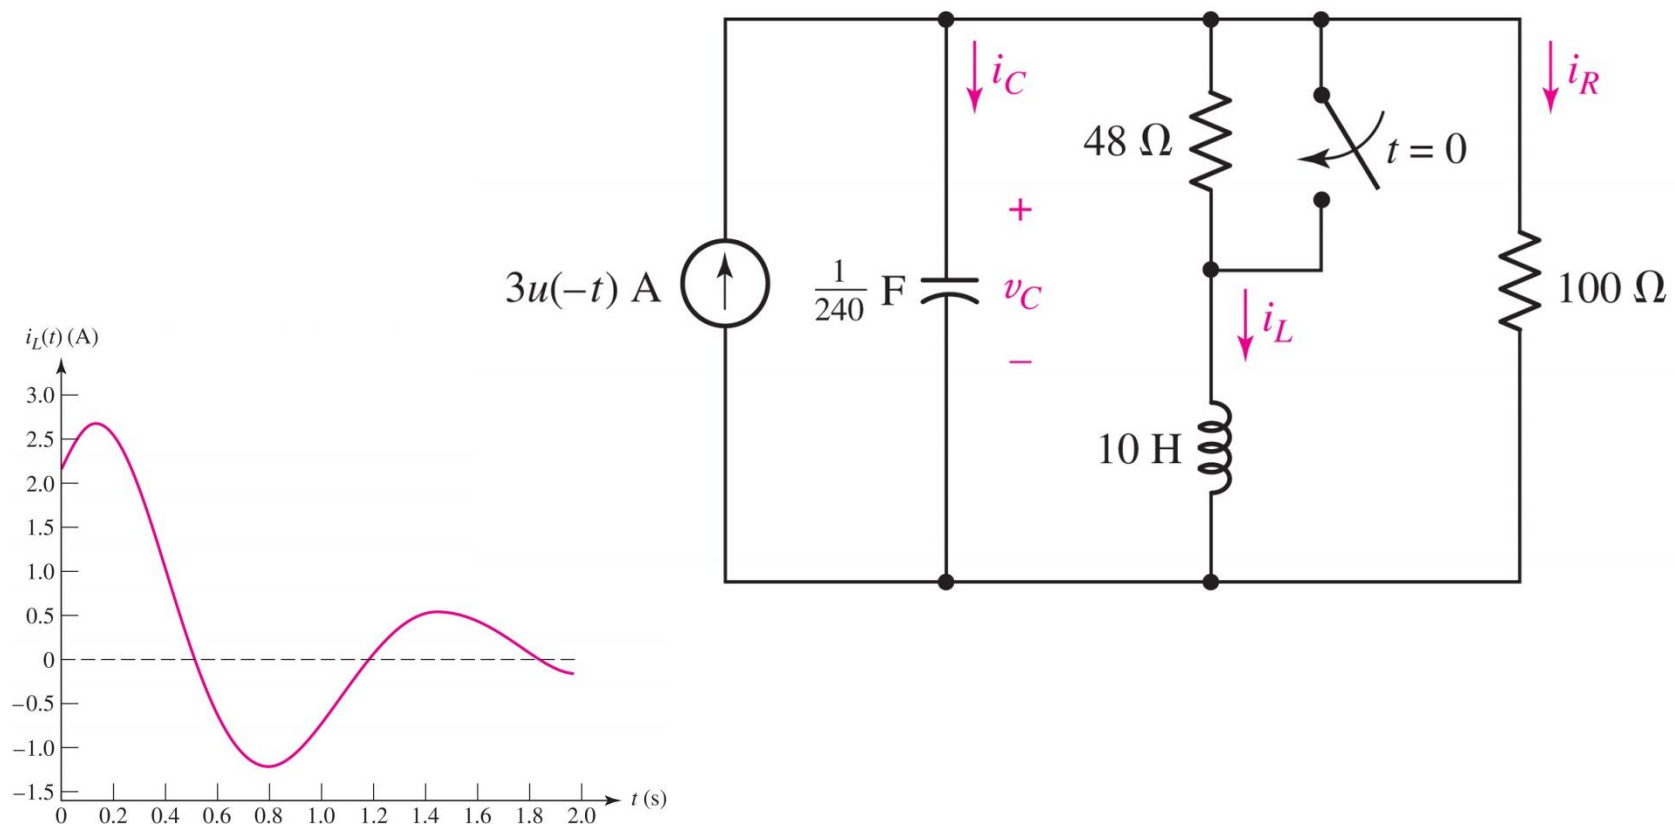 i_C
i_R
48 Ω
t = 0
+
3u(−t) A
1/240 F
v_C
100 Ω
i_L
−
i_L(t) (A)
3.0
2.5
10 H
2.0
1.5
1.0
0.5
0
−0.5
−1.0
−1.5
t (s)
0 0.2 0.4 0.6 0.8 1.0 1.2 1.4 1.6 1.8 2.0